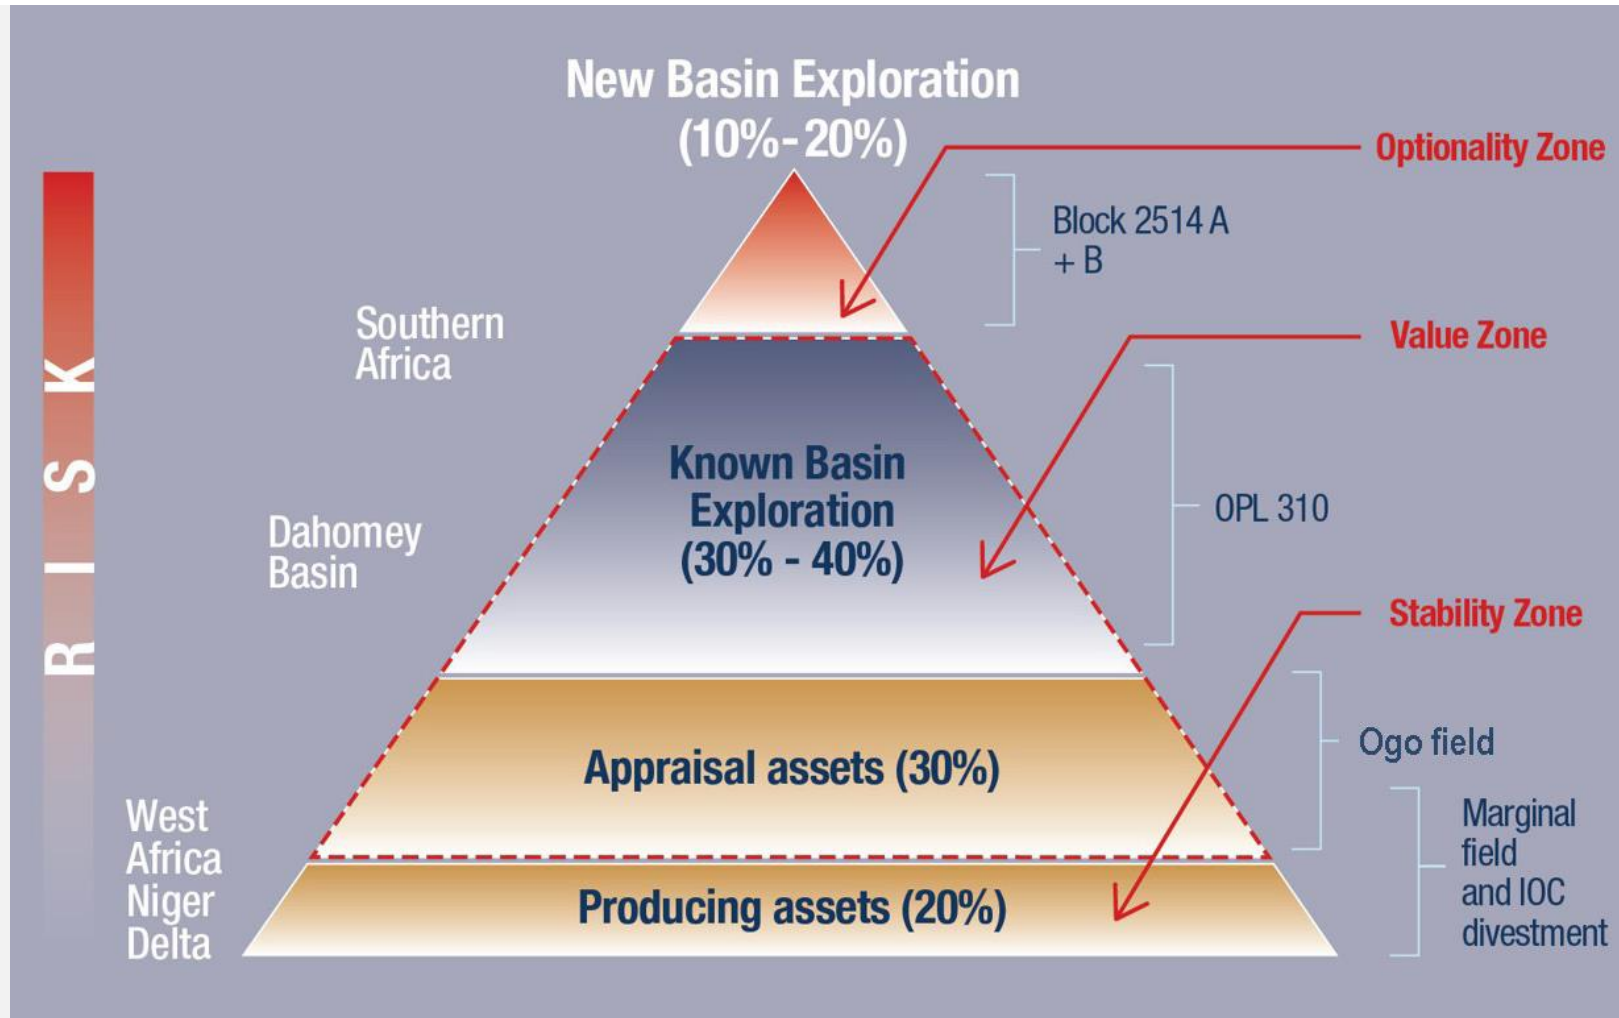 New Basin Exploration
(10%-20%)
Optionality Zone
Block 2514 A
+ B
Southern
Africa
Value Zone
Known Basin
Exploration
(30% - 40%)
OPL 310
Dahomey
Basin
Stability Zone
Appraisal assets (30%)
Ogo field
West
Africa
Niger
Delta
Producing assets (20%)
Marginal
field
and IOC
divestment
RISK